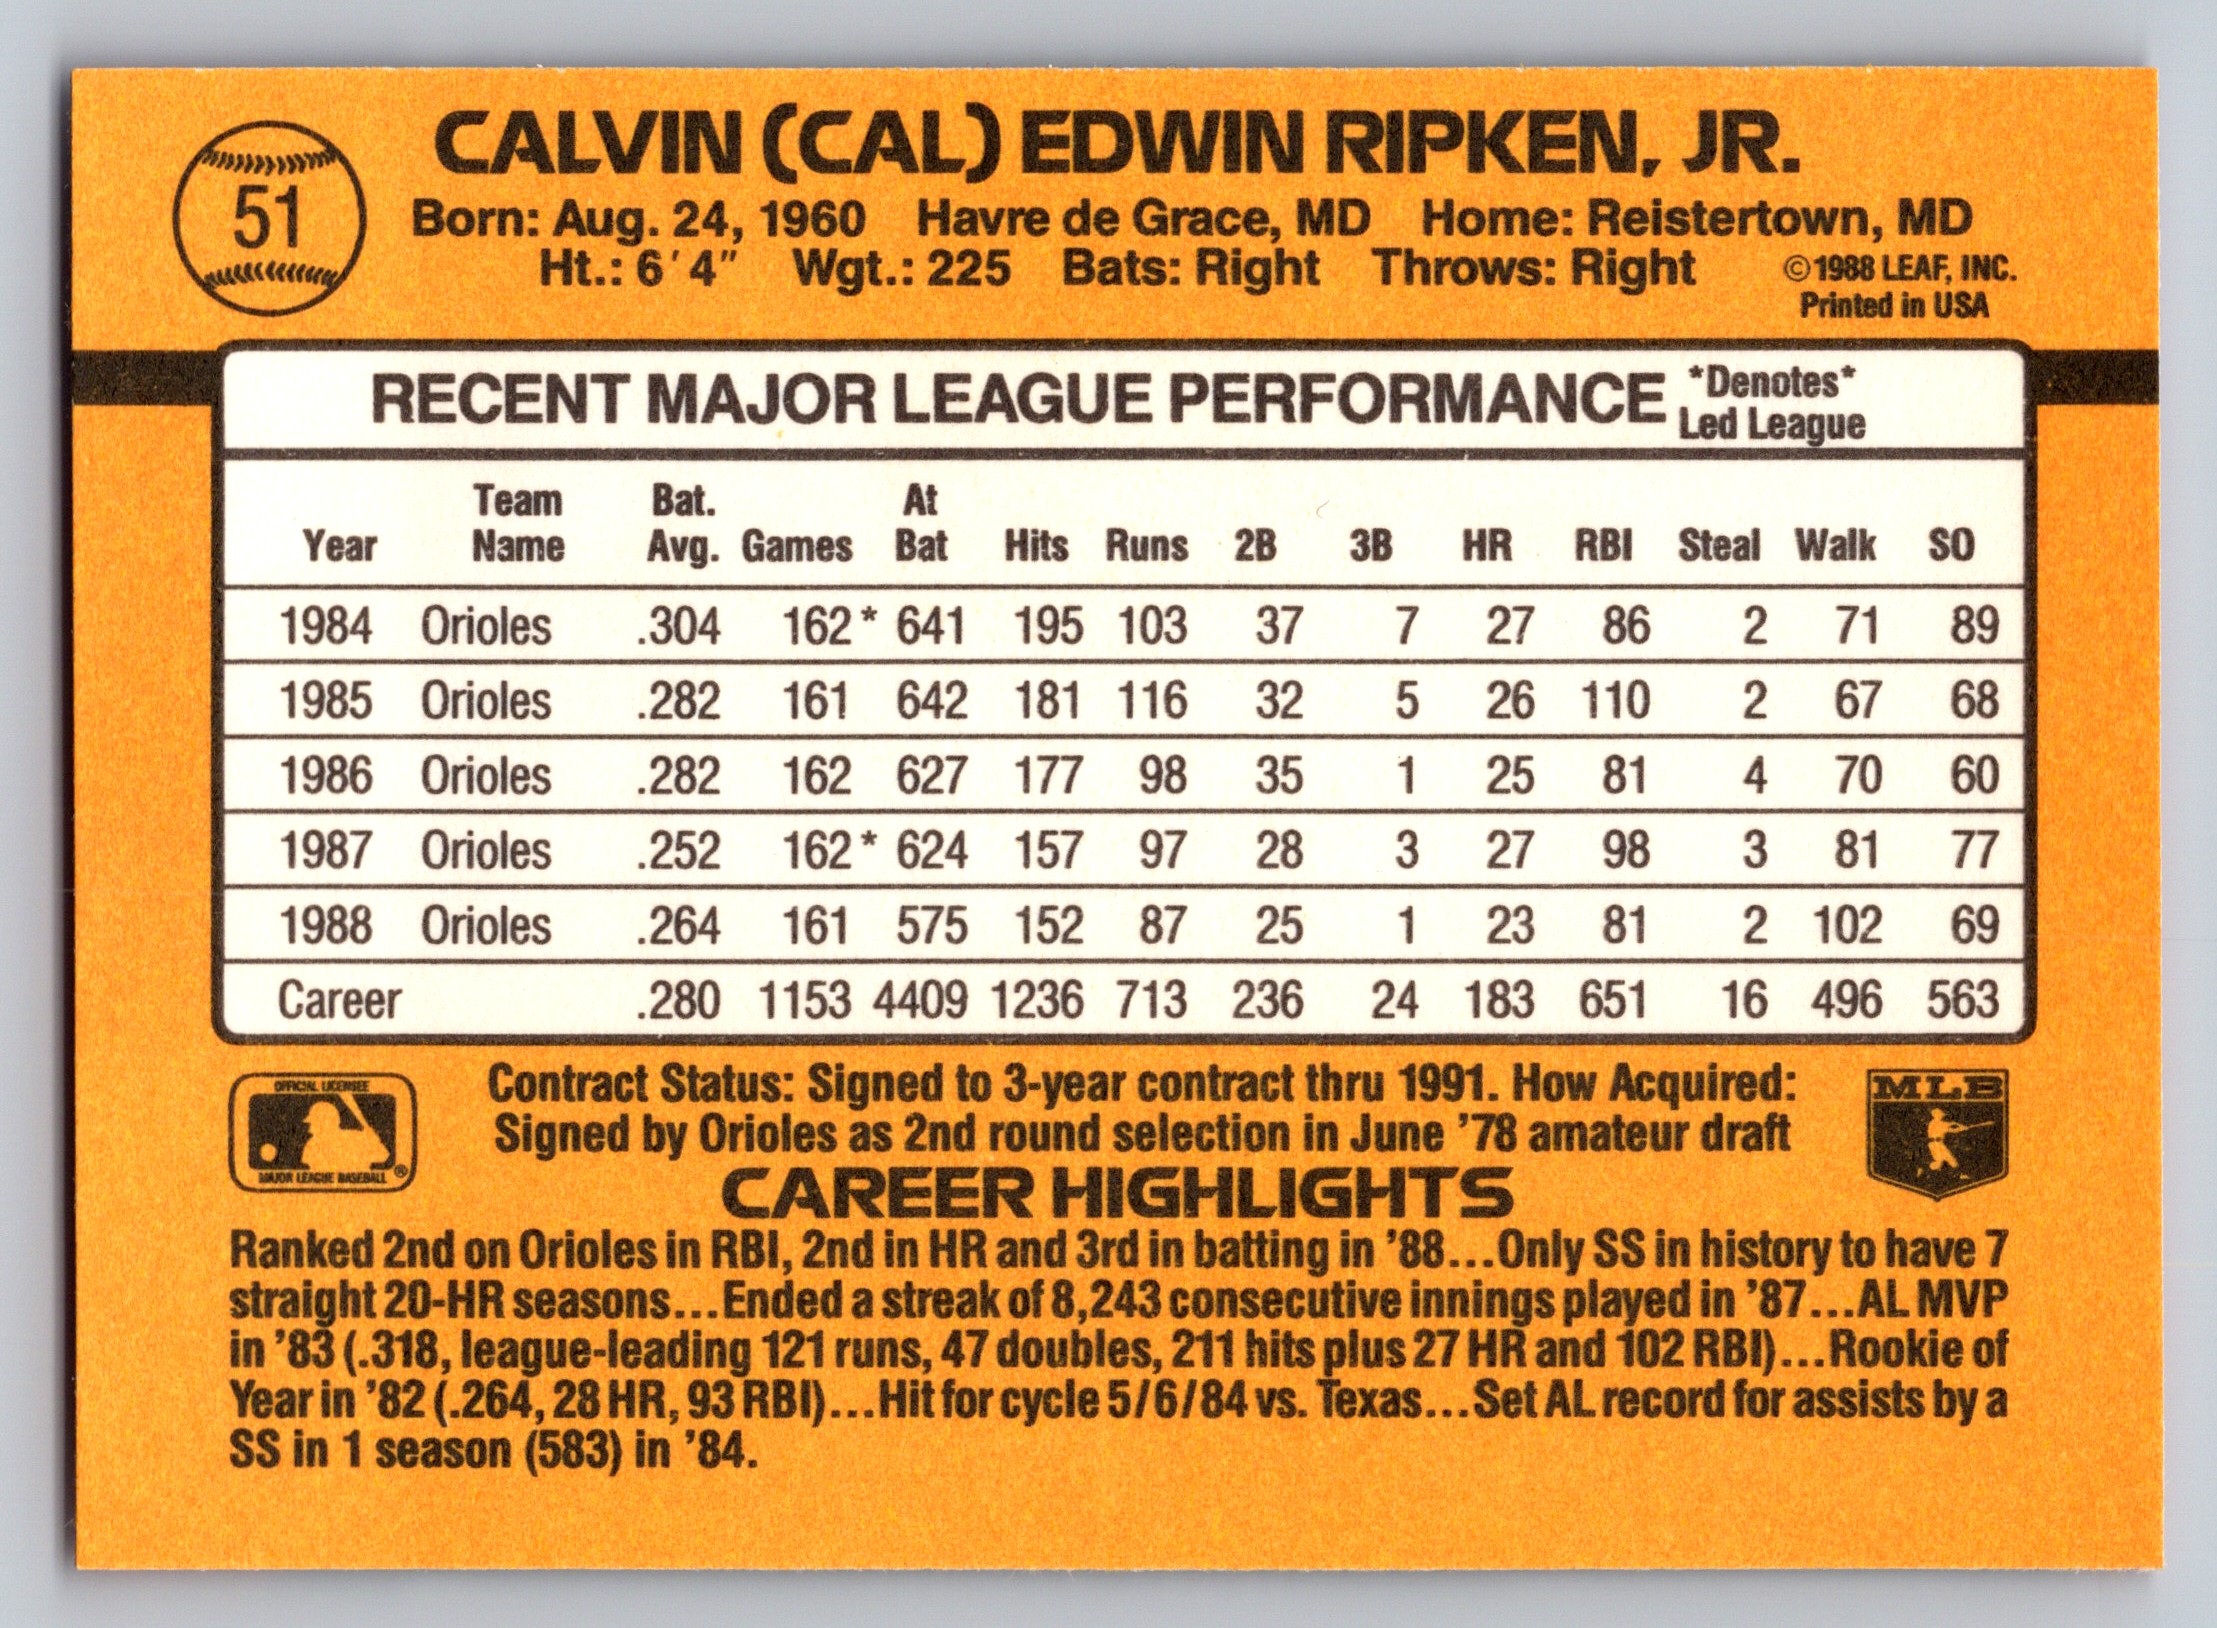 51
CALVIN (CAL) EDWIN RIPKEN, JR.
Born: Aug. 24, 1960 Havre de Grace, MD Home: Reistertown, MD
Ht.: 6'4" Wgt.: 225 Bats: Right Throws: Right ©1988 LEAF, INC.
Printed in USA
RECENT MAJOR LEAGUE PERFORMANCE *Denotes*
Led League
Year Team Name Bat. Avg. Games At Bat Hits Runs 2B 3B HR RBI Steal Walk SO
1984 Orioles .304 162* 641 195 103 37 7 27 86 2 71 89
1985 Orioles .282 161 642 181 116 32 5 26 110 2 67 68
1986 Orioles .282 162 627 177 98 35 1 25 81 4 70 60
1987 Orioles .252 162* 624 157 97 28 3 27 98 3 81 77
1988 Orioles .264 161 575 152 87 25 1 23 81 2 102 69
Career .280 1153 4409 1236 713 236 24 183 651 16 496 563
OFFICIAL LICENSEE
MAJOR LEAGUE BASEBALL ®
Contract Status: Signed to 3-year contract thru 1991. How Acquired:
Signed by Orioles as 2nd round selection in June '78 amateur draft
MLB
CAREER HIGHLIGHTS
Ranked 2nd on Orioles in RBI, 2nd in HR and 3rd in batting in '88...Only SS in history to have 7
straight 20-HR seasons...Ended a streak of 8,243 consecutive innings played in '87...AL MVP
in '83 (.318, league-leading 121 runs, 47 doubles, 211 hits plus 27 HR and 102 RBI)...Rookie of
Year in '82 (.264, 28 HR, 93 RBI)...Hit for cycle 5/6/84 vs. Texas...Set AL record for assists by a
SS in 1 season (583) in '84.